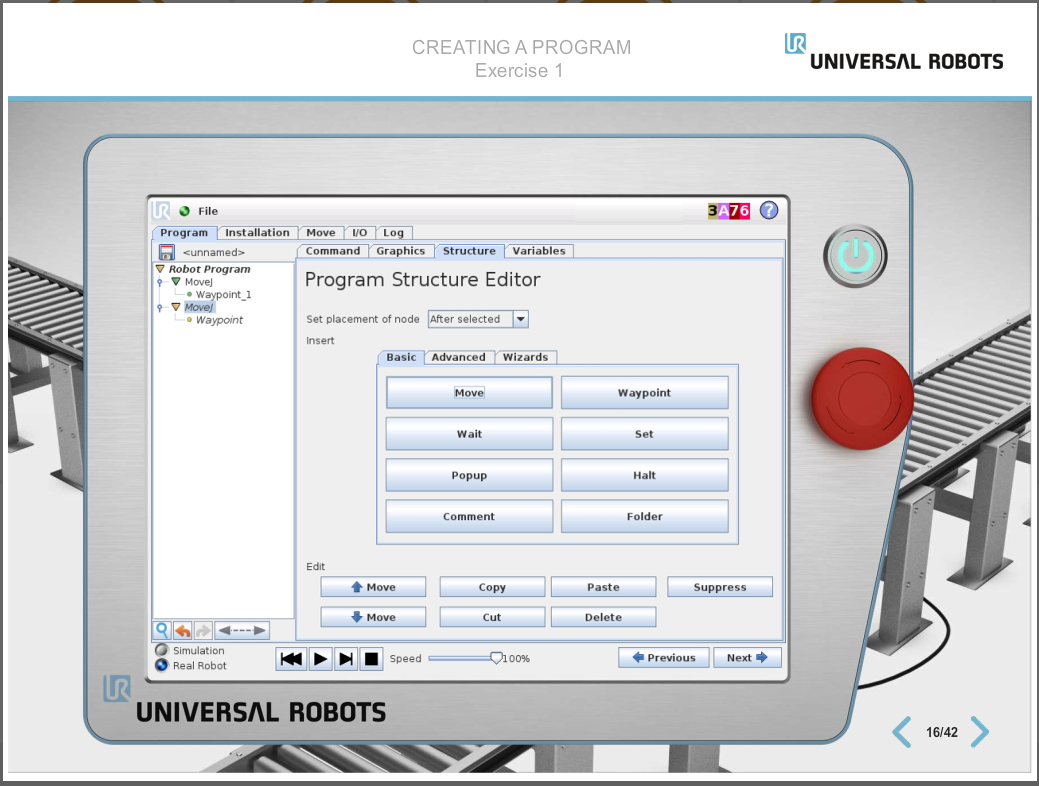 CREATING A PROGRAM
Exercise 1
UR
UNIVERSAL ROBOTS
UR File 3A76 ?
Program Installation Move I/O Log
<unnamed> Command Graphics Structure Variables
Robot Program
MoveJ
Waypoint_1
MoveJ
Waypoint
Program Structure Editor
Set placement of node After selected
Insert
Basic Advanced Wizards
Move Waypoint
Wait Set
Popup Halt
Comment Folder
Edit
Move Copy Paste Suppress
Move Cut Delete
Simulation
Real Robot
Speed 100% Previous Next
UR
UNIVERSAL ROBOTS
16/42